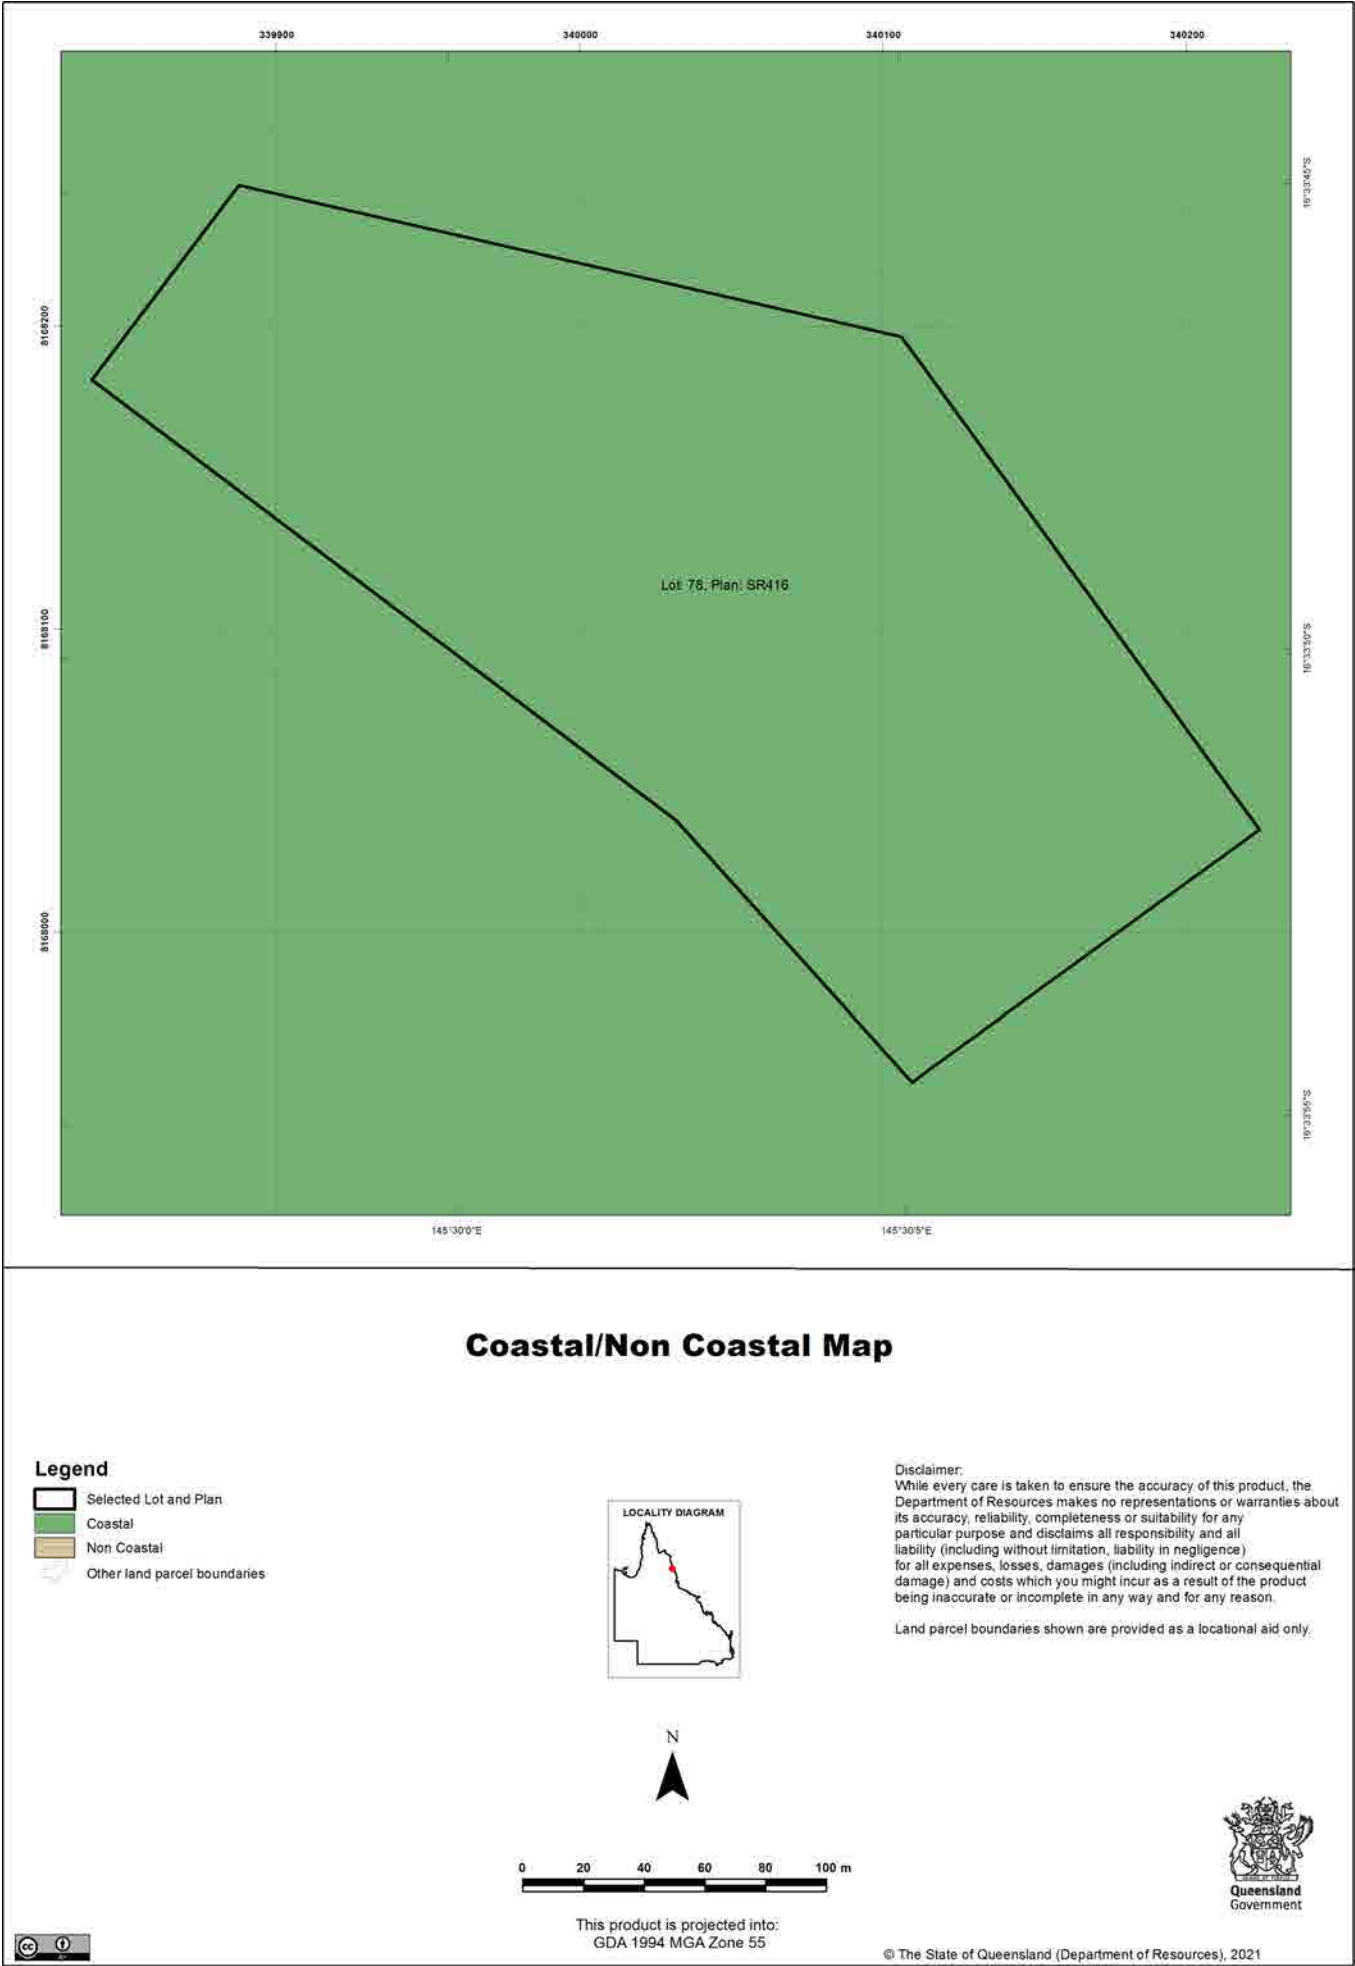 339900 340000 340100 340200
16°33'45"S
8168200
Lot: 78, Plan: SR416
8168100
16°33'50"S
8168000
16°33'55"S
145°30'0"E 145°30'5"E
Coastal/Non Coastal Map
Legend
Selected Lot and Plan
Coastal
Non Coastal
Other land parcel boundaries
LOCALITY DIAGRAM
Disclaimer:
While every care is taken to ensure the accuracy of this product, the
Department of Resources makes no representations or warranties about
its accuracy, reliability, completeness or suitability for any
particular purpose and disclaims all responsibility and all
liability (including without limitation, liability in negligence)
for all expenses, losses, damages (including indirect or consequential
damage) and costs which you might incur as a result of the product
being inaccurate or incomplete in any way and for any reason.
Land parcel boundaries shown are provided as a locational aid only.
N
0 20 40 60 80 100 m
This product is projected into:
GDA 1994 MGA Zone 55
Queensland
Government
cc
© The State of Queensland (Department of Resources), 2021